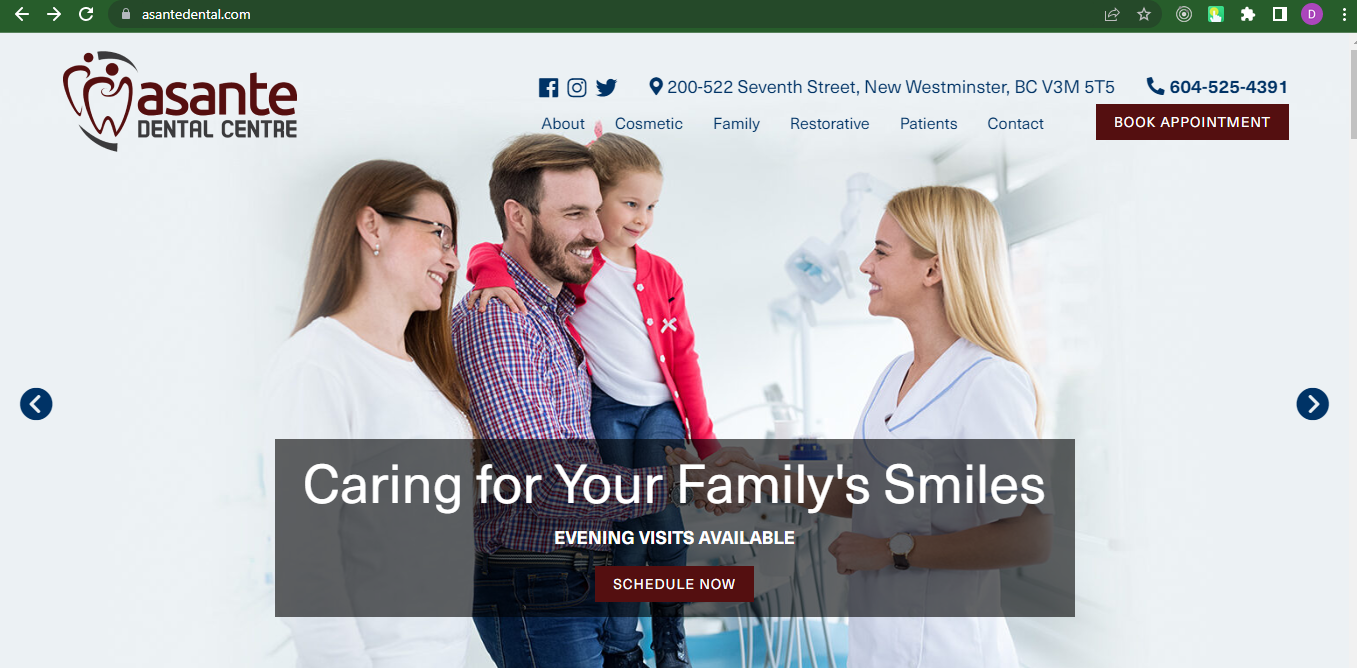 asantedental.com
D
asante
DENTAL CENTRE
200-522 Seventh Street, New Westminster, BC V3M 5T5
604-525-4391
About Cosmetic Family Restorative Patients Contact
BOOK APPOINTMENT
Caring for Your Family's Smiles
EVENING VISITS AVAILABLE
SCHEDULE NOW